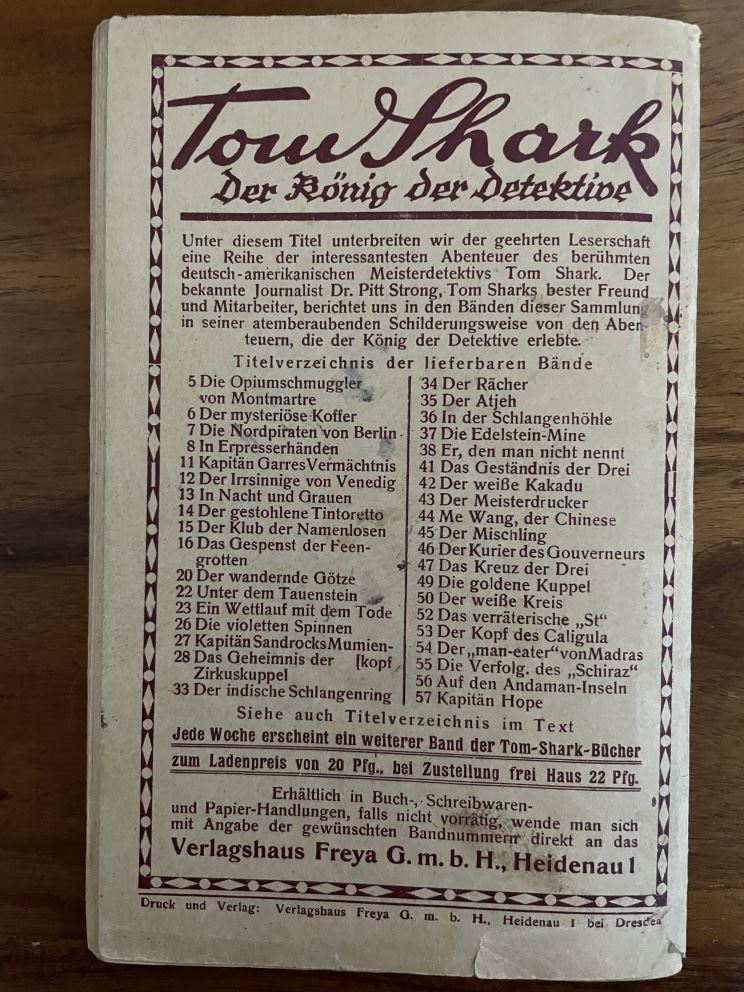 Tom Shark
Der König der Detektive
Unter diesem Titel unterbreiten wir der geehrten Leserschaft
eine Reihe der interessantesten Abenteuer des berühmten
deutsch-amerikanischen Meisterdetektivs Tom Shark. Der
bekannte Journalist Dr. Pitt Strong, Tom Sharks bester Freund
und Mitarbeiter, berichtet uns in den Bänden dieser Sammlung
in seiner atemberaubenden Schilderungsweise von den Aben-
teuern, die der König der Detektive erlebte.
Titelverzeichnis der lieferbaren Bände
5 Die Opiumschmuggler
von Montmartre
6 Der mysteriöse Koffer
7 Die Nordpiraten von Berlin
8 In Erpresserhänden
11 Kapitän Garres Vermächtnis
12 Der Irrsinnige von Venedig
13 In Nacht und Grauen
14 Der gestohlene Tintoretto
15 Der Klub der Namenlosen
16 Das Gespenst der Feen-
grotten
20 Der wandernde Götze
22 Unter dem Tauenstein
23 Ein Wettlauf mit dem Tode
26 Die violetten Spinnen
27 Kapitän Sandrocks Mumien-
28 Das Geheimnis der [kopf
Zirkuskuppel
33 Der indische Schlangenring
34 Der Rächer
35 Der Atjeh
36 In der Schlangenhöhle
37 Die Edelstein-Mine
38 Er, den man nicht nennt
41 Das Geständnis der Drei
42 Der weiße Kakadu
43 Der Meisterdrucker
44 Me Wang, der Chinese
45 Der Mischling
46 Der Kurier des Gouverneurs
47 Das Kreuz der Drei
49 Die goldene Kuppel
50 Der weiße Kreis
52 Das verräterische „St“
53 Der Kopf des Caligula
54 Der „man-eater“ von Madras
55 Die Verfolg. des „Schiraz“
56 Auf den Andaman-Inseln
57 Kapitän Hope
Siehe auch Titelverzeichnis im Text
Jede Woche erscheint ein weiterer Band der Tom-Shark-Bücher
zum Ladenpreis von 20 Pfg., bei Zustellung frei Haus 22 Pfg.
Erhältlich in Buch-, Schreibwaren-
und Papier-Handlungen, falls nicht vorrätig, wende man sich
mit Angabe der gewünschten Bandnummern direkt an das
Verlagshaus Freya G. m. b. H., Heidenau 1
Druck und Verlag: Verlagshaus Freya G. m. b. H., Heidenau 1 bei Dresden